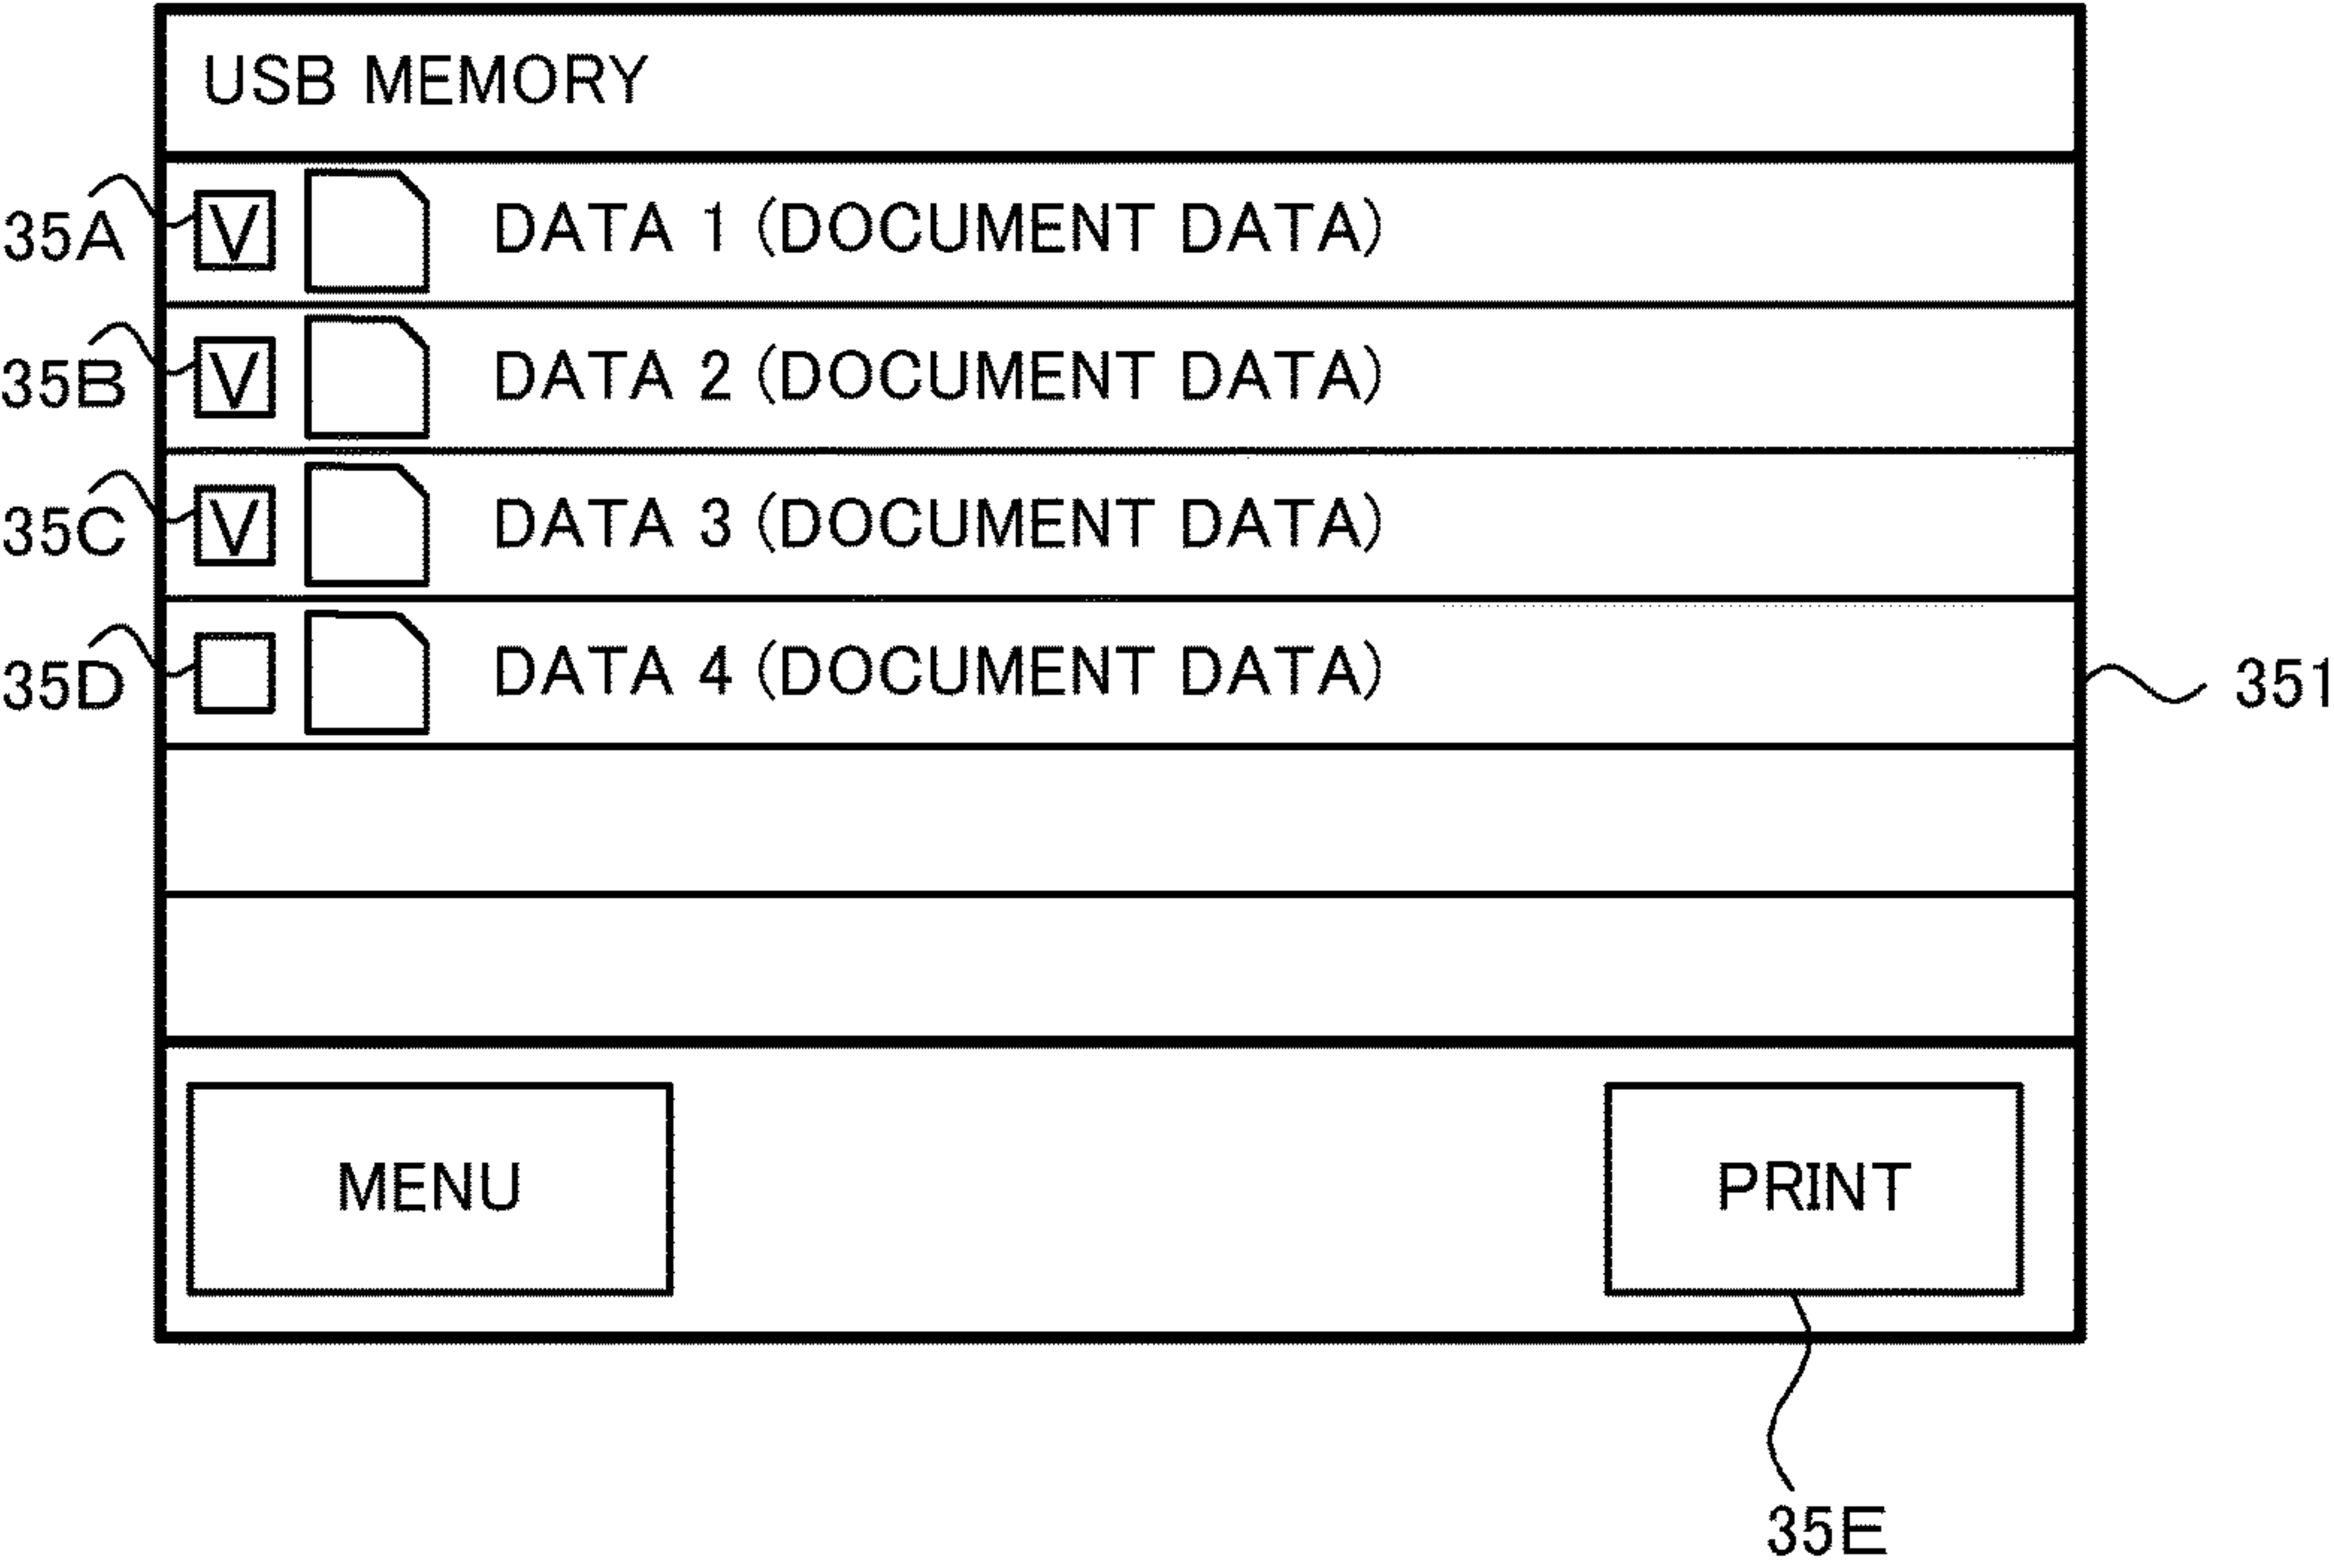 USB MEMORY
35A V DATA 1 (DOCUMENT DATA)
35B V DATA 2 (DOCUMENT DATA)
35C V DATA 3 (DOCUMENT DATA)
35D DATA 4 (DOCUMENT DATA)
351
MENU PRINT
35E